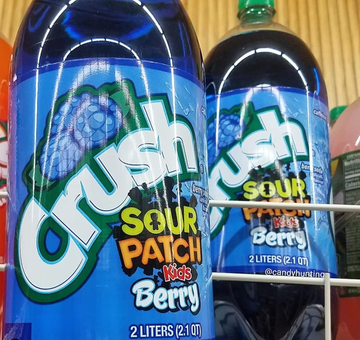 Crush
SOUR
PATCH
Kids
Berry
2 LITERS (2.1 QT)
Crush
SOUR
PATCH
Kids
Berry
2 LITERS (2.1 QT)
@candyhunting